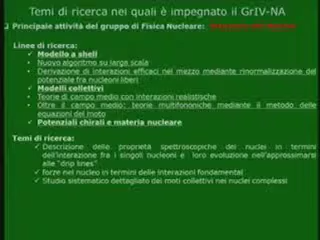 Temi di ricerca nei quali è impegnato il GrIV-NA
Principale attività del gruppo di Fisica Nucleare:
Linee di ricerca:
Modello a shell
Nuovo algoritmo su larga scala
Derivazione di interazioni efficaci nel mezzo mediante rinormalizzazione del
potenziale fra nucleoni liberi
Modelli collettivi
Teorie di campo medio con interazioni realistiche
Oltre il campo medio: teorie multifononiche mediante il metodo delle
equazioni del moto
Potenziali chirali e materia nucleare
Temi di ricerca:
Descrizione delle proprietà spettroscopiche dei nuclei in termini
dell'interazione fra i singoli nucleoni e loro evoluzione nell'approssimarsi
alle "drip lines"
forze nel nucleo in termini delle interazioni fondamentali
Studio sistematico dettagliato dei moti collettivi nei nuclei complessi